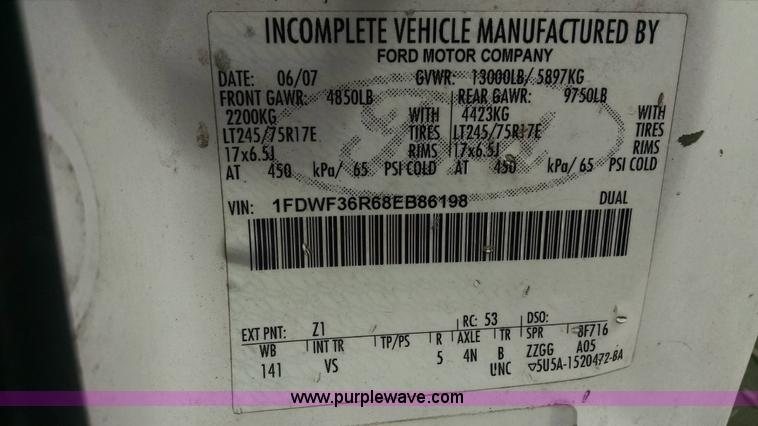 INCOMPLETE VEHICLE MANUFACTURED BY
FORD MOTOR COMPANY
DATE: 06/07 GVWR: 13000LB/ 5897KG
FRONT GAWR: 4850LB REAR GAWR: 9750LB
2200KG WITH 4423KG WITH
LT245/75R17E TIRES LT245/75R17E TIRES
17x6.5J RIMS 17x6.5J RIMS
AT 450 kPa/ 65 PSI COLD AT 450 kPa/ 65 PSI COLD
VIN: 1FDWF36R68EB86198 DUAL
EXT PNT: Z1 RC: 53 DSO:
WB INT TR TP/PS R AXLE TR SPR 8F716
141 VS 5 4N B ZZGG A05
UNC ▽5U5A-1520472-BA
www.purplewave.com